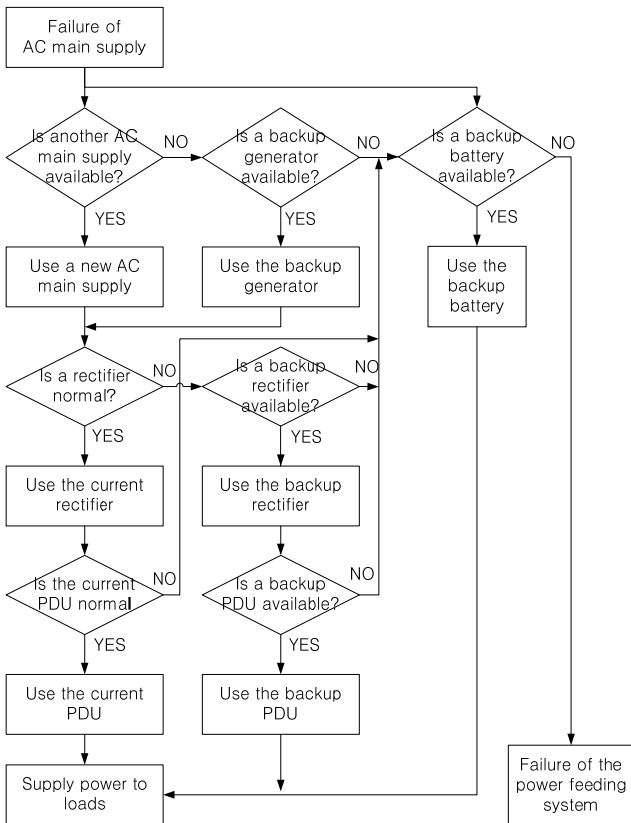 Failure of
AC main supply
Is another AC
main supply
available?
NO
Is a backup
generator
available?
NO
Is a backup
battery
available?
NO
YES
YES
YES
Use a new AC
main supply
Use the backup
generator
Use the
backup
battery
Is a rectifier
normal?
NO
Is a backup
rectifier
available?
NO
YES
YES
Use the current
rectifier
Use the backup
rectifier
Is the current
PDU normal
NO
Is a backup
PDU available?
NO
YES
YES
Use the current
PDU
Use the backup
PDU
Supply power to
loads
Failure of the
power feeding
system